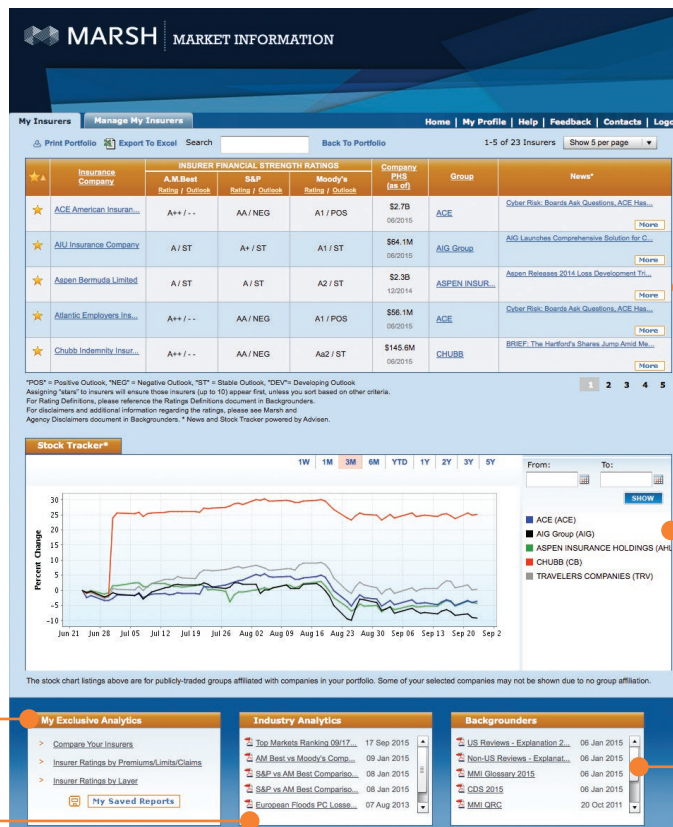 MARSH MARKET INFORMATION
My Insurers Manage My Insurers Home | My Profile | Help | Feedback | Contacts | Logo
Print Portfolio Export To Excel Search Back To Portfolio 1-5 of 23 Insurers Show 5 per page
Insurance Company INSURER FINANCIAL STRENGTH RATINGS Company PHS (as of) Group News*
A.M.Best S&P Moody's
Rating / Outlook Rating / Outlook Rating / Outlook
ACE American Insuran... A++ / - - AA / NEG A1 / POS $2.7B 06/2015 ACE Cyber Risk: Boards Ask Questions, ACE Has...
More
AIU Insurance Company A / ST A+ / ST A1 / ST $64.1M 06/2015 AIG Group AIG Launches Comprehensive Solution for C...
More
Aspen Bermuda Limited A / ST A / ST A2 / ST $2.3B 12/2014 ASPEN INSUR... Aspen Releases 2014 Loss Development Tri...
More
Atlantic Employers Ins... A++ / - - AA / NEG A1 / POS $56.1M 06/2015 ACE Cyber Risk: Boards Ask Questions, ACE Has...
More
Chubb Indemnity Insur... A++ / - - AA / NEG Aa2 / ST $145.6M 06/2015 CHUBB BRIEF: The Hartford's Shares Jump Amid Me...
More
"POS" = Positive Outlook, "NEG" = Negative Outlook, "ST" = Stable Outlook, "DEV"= Developing Outlook
1 2 3 4 5
Assigning "stars" to insurers will ensure those insurers (up to 10) appear first, unless you sort based on other criteria.
For Rating Definitions, please reference the Ratings Definitions document in Backgrounders.
For disclaimers and additional information regarding the ratings, please see Marsh and
Agency Disclaimers document in Backgrounders. * News and Stock Tracker powered by Advisen.
Stock Tracker*
1W 1M 3M 6M YTD 1Y 2Y 3Y 5Y
From: To:
SHOW
Percent Change
30
25
20
15
10
5
0
-5
-10
Jun 21 Jun 28 Jul 05 Jul 12 Jul 19 Jul 26 Aug 02 Aug 09 Aug 16 Aug 23 Aug 30 Sep 06 Sep 13 Sep 20 Sep 2
ACE (ACE)
AIG Group (AIG)
ASPEN INSURANCE HOLDINGS (AHL
CHUBB (CB)
TRAVELERS COMPANIES (TRV)
The stock chart listings above are for publicly-traded groups affiliated with companies in your portfolio. Some of your selected companies may not be shown due to no group affiliation.
My Exclusive Analytics
> Compare Your Insurers
> Insurer Ratings by Premiums/Limits/Claims
> Insurer Ratings by Layer
My Saved Reports
Industry Analytics
Top Markets Ranking 09/17... 17 Sep 2015
AM Best vs Moody's Comp... 09 Jan 2015
S&P vs AM Best Compariso... 08 Jan 2015
S&P vs AM Best Compariso... 08 Jan 2015
European Floods PC Losse... 07 Aug 2013
Backgrounders
US Reviews - Explanation 2... 06 Jan 2015
Non-US Reviews - Explanat... 06 Jan 2015
MMI Glossary 2015 06 Jan 2015
CDS 2015 06 Jan 2015
MMI QRC 20 Oct 2011